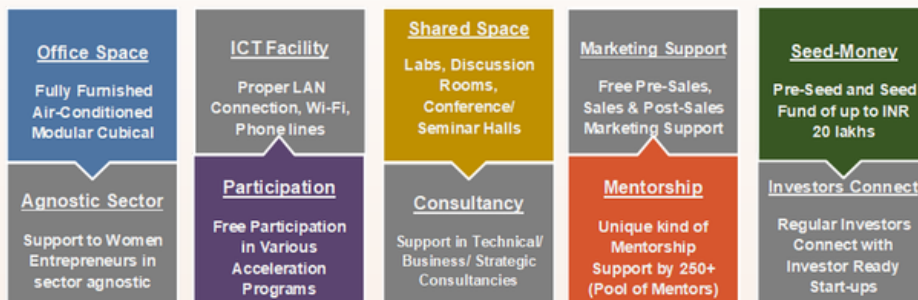 Office Space
Fully Furnished
Air-Conditioned
Modular Cubical
ICT Facility
Proper LAN
Connection, Wi-Fi,
Phone lines
Shared Space
Labs, Discussion
Rooms,
Conference/
Seminar Halls
Marketing Support
Free Pre-Sales,
Sales & Post-Sales
Marketing Support
Seed-Money
Pre-Seed and Seed
Fund of up to INR
20 lakhs
Agnostic Sector
Support to Women
Entrepreneurs in
sector agnostic
Participation
Free Participation
in Various
Acceleration
Programs
Consultancy
Support in Technical/
Business/ Strategic
Consultancies
Mentorship
Unique kind of
Mentorship
Support by 250+
(Pool of Mentors)
Investors Connect
Regular Investors
Connect with
Investor Ready
Start-ups